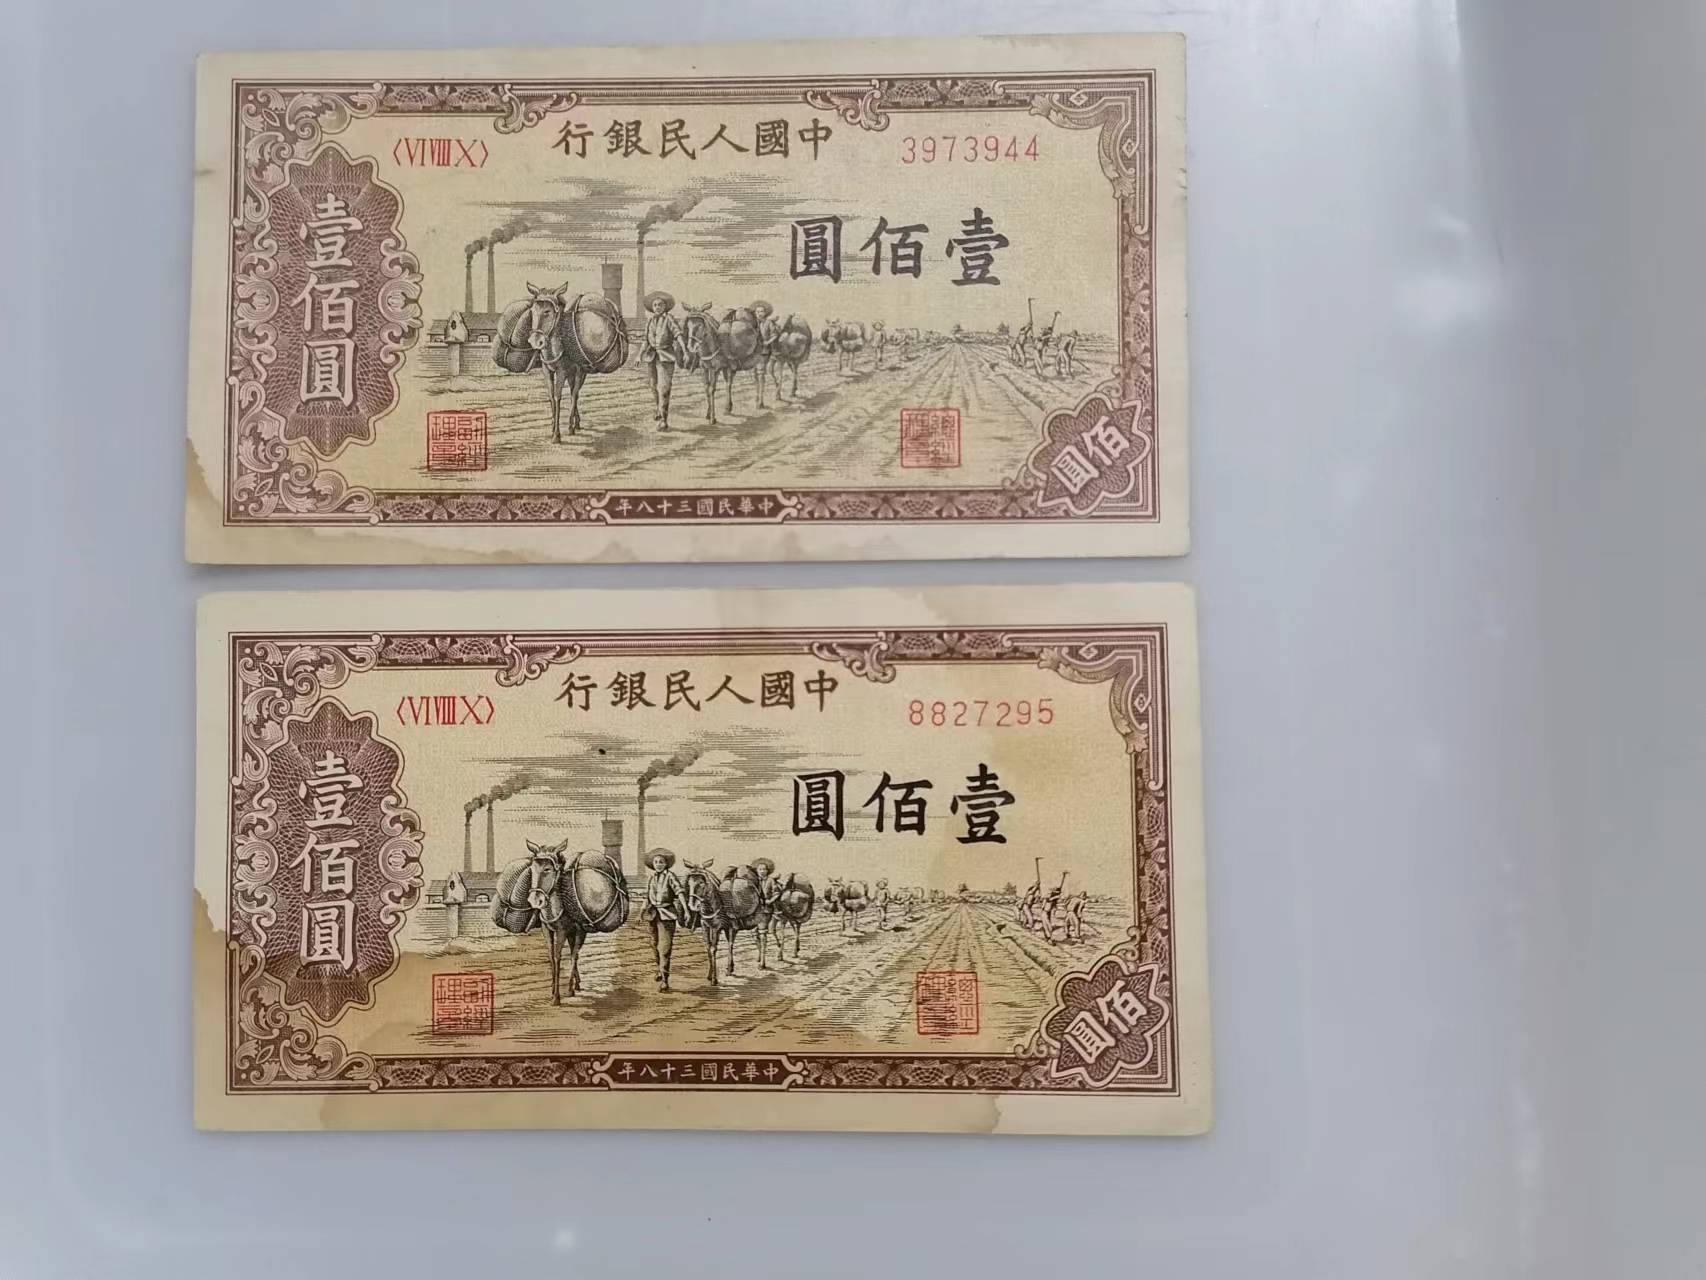 中國人民銀行
〈VI VIII X〉
3973944
壹佰圓
壹佰圓
佰圓
中華民國三十八年
中國人民銀行
〈VI VIII X〉
8827295
壹佰圓
壹佰圓
佰圓
中華民國三十八年